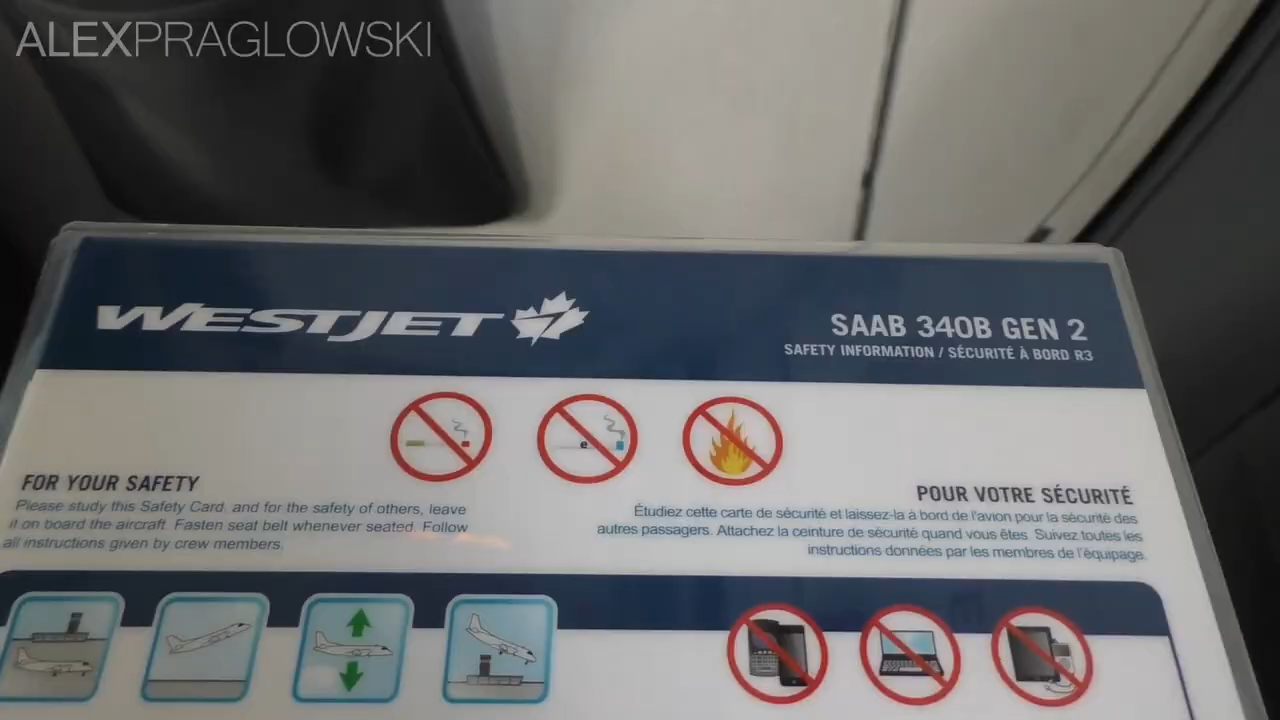 ALEXPRAGLOWSKI
WESTJET
SAAB 340B GEN 2
SAFETY INFORMATION / SÉCURITÉ À BORD R3
e
FOR YOUR SAFETY
Please study this Safety Card, and for the safety of others, leave
it on board the aircraft. Fasten seat belt whenever seated. Follow
all instructions given by crew members.
POUR VOTRE SÉCURITÉ
Étudiez cette carte de sécurité et laissez-la à bord de l'avion pour la sécurité des
autres passagers. Attachez la ceinture de sécurité quand vous êtes. Suivez toutes les
instructions données par les membres de l'équipage.